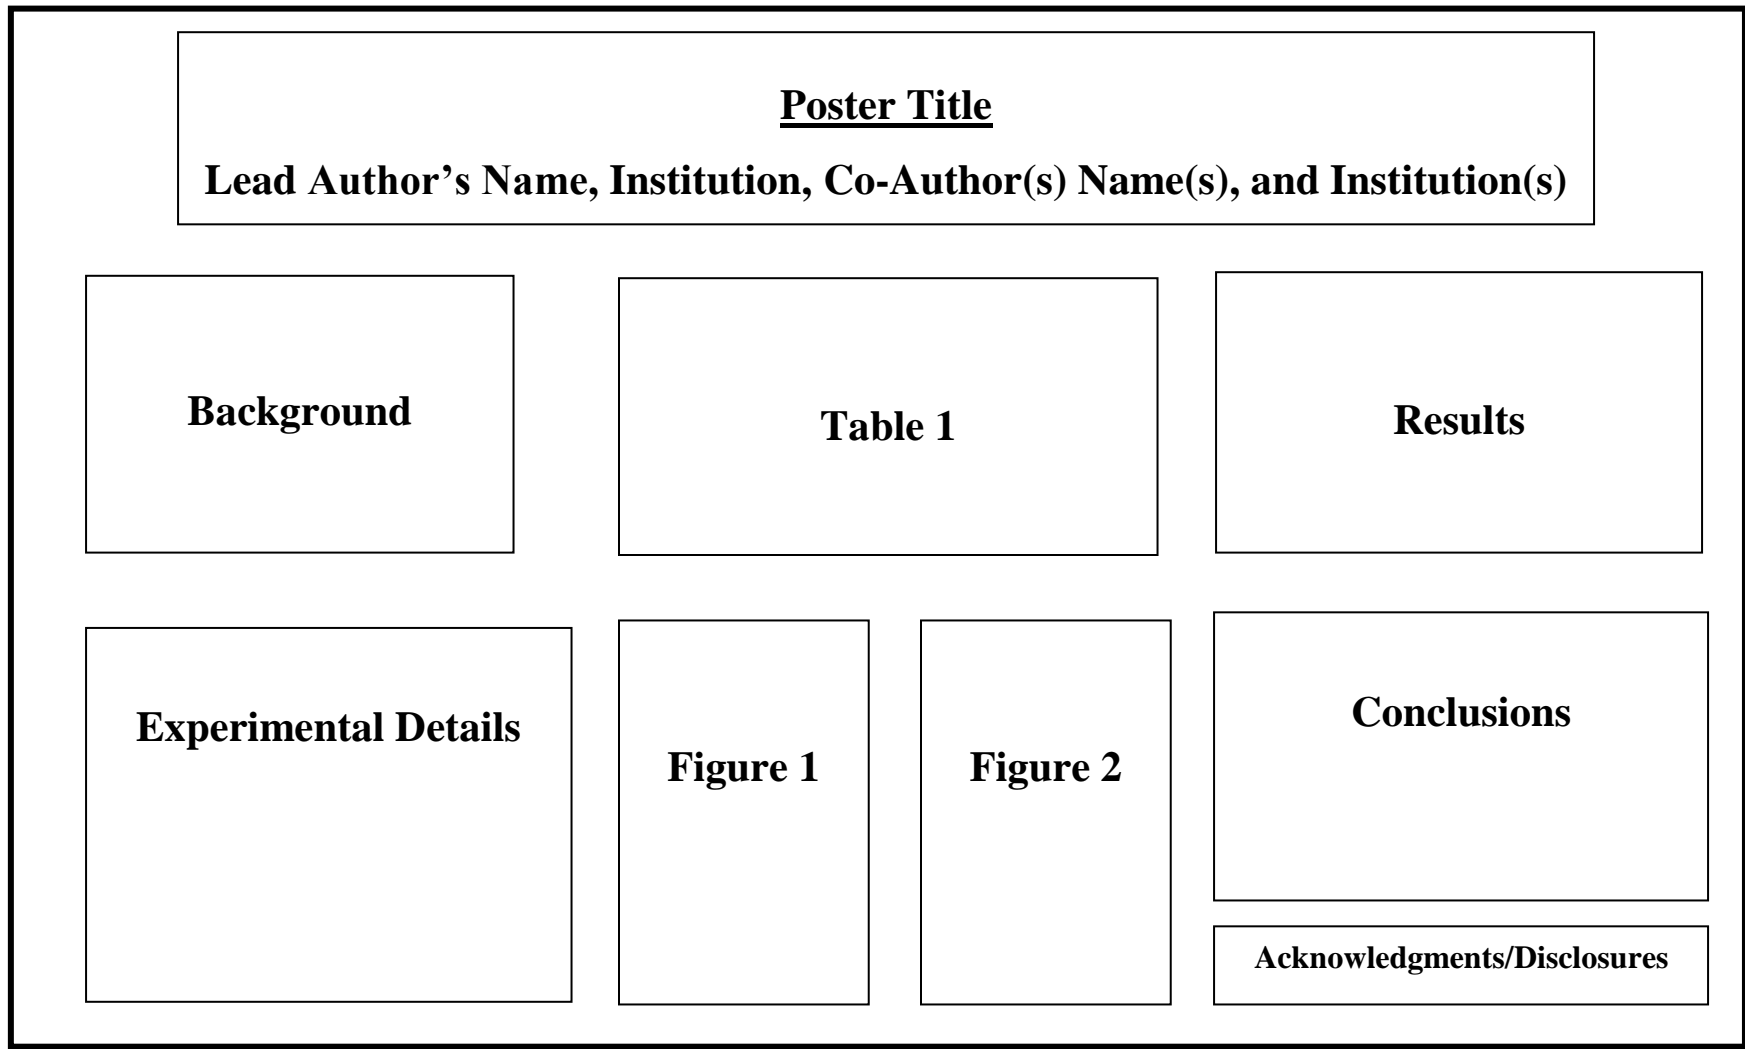 Poster Title
Lead Author’s Name, Institution, Co-Author(s) Name(s), and Institution(s)
Background
Table 1
Results
Experimental Details
Figure 1
Figure 2
Conclusions
Acknowledgments/Disclosures